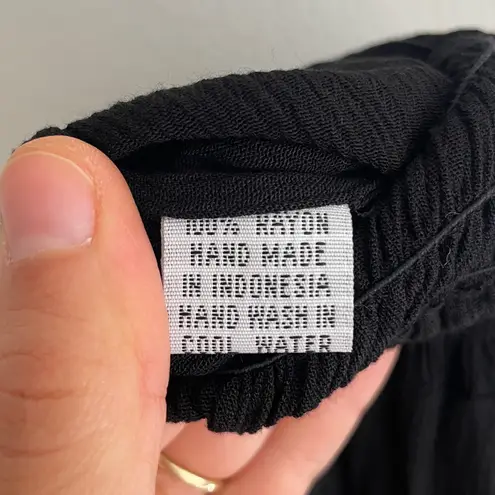 100% RAYON
HAND MADE
IN INDONESIA
HAND WASH IN
COOL WATER